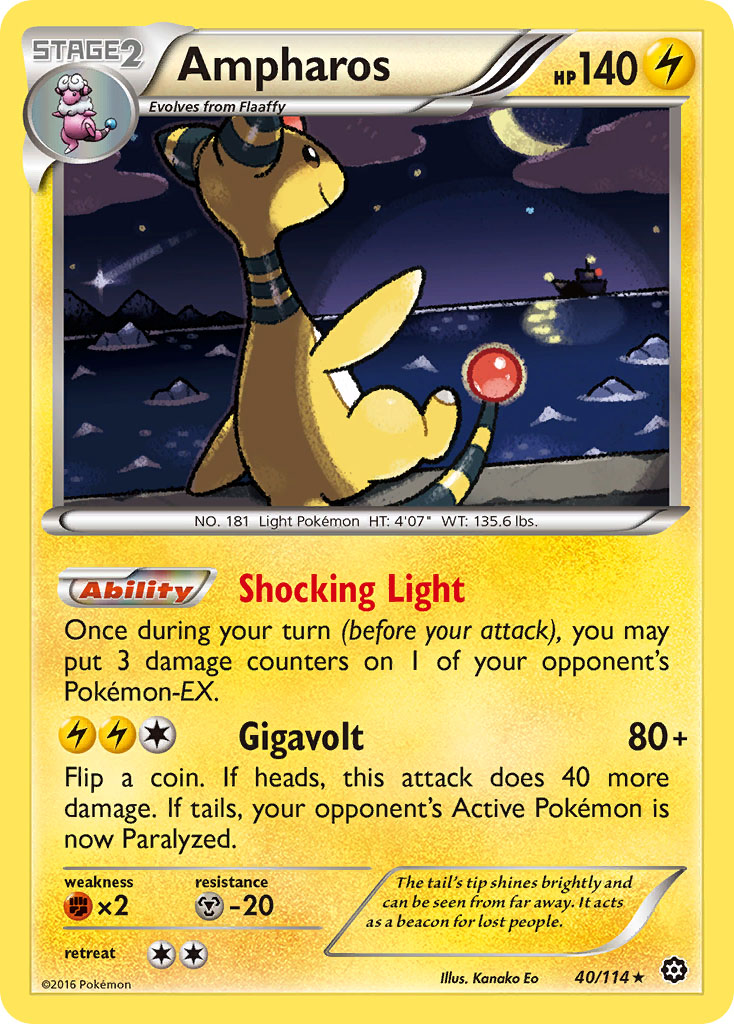 STAGE2
Ampharos
HP140
Evolves from Flaaffy
NO. 181 Light Pokémon HT: 4'07" WT: 135.6 lbs.
Ability Shocking Light
Once during your turn (before your attack), you may
put 3 damage counters on 1 of your opponent's
Pokémon-EX.
Gigavolt 80+
Flip a coin. If heads, this attack does 40 more
damage. If tails, your opponent's Active Pokémon is
now Paralyzed.
weakness resistance
×2 -20
retreat
The tail's tip shines brightly and
can be seen from far away. It acts
as a beacon for lost people.
©2016 Pokémon
Illus. Kanako Eo
40/114 ★